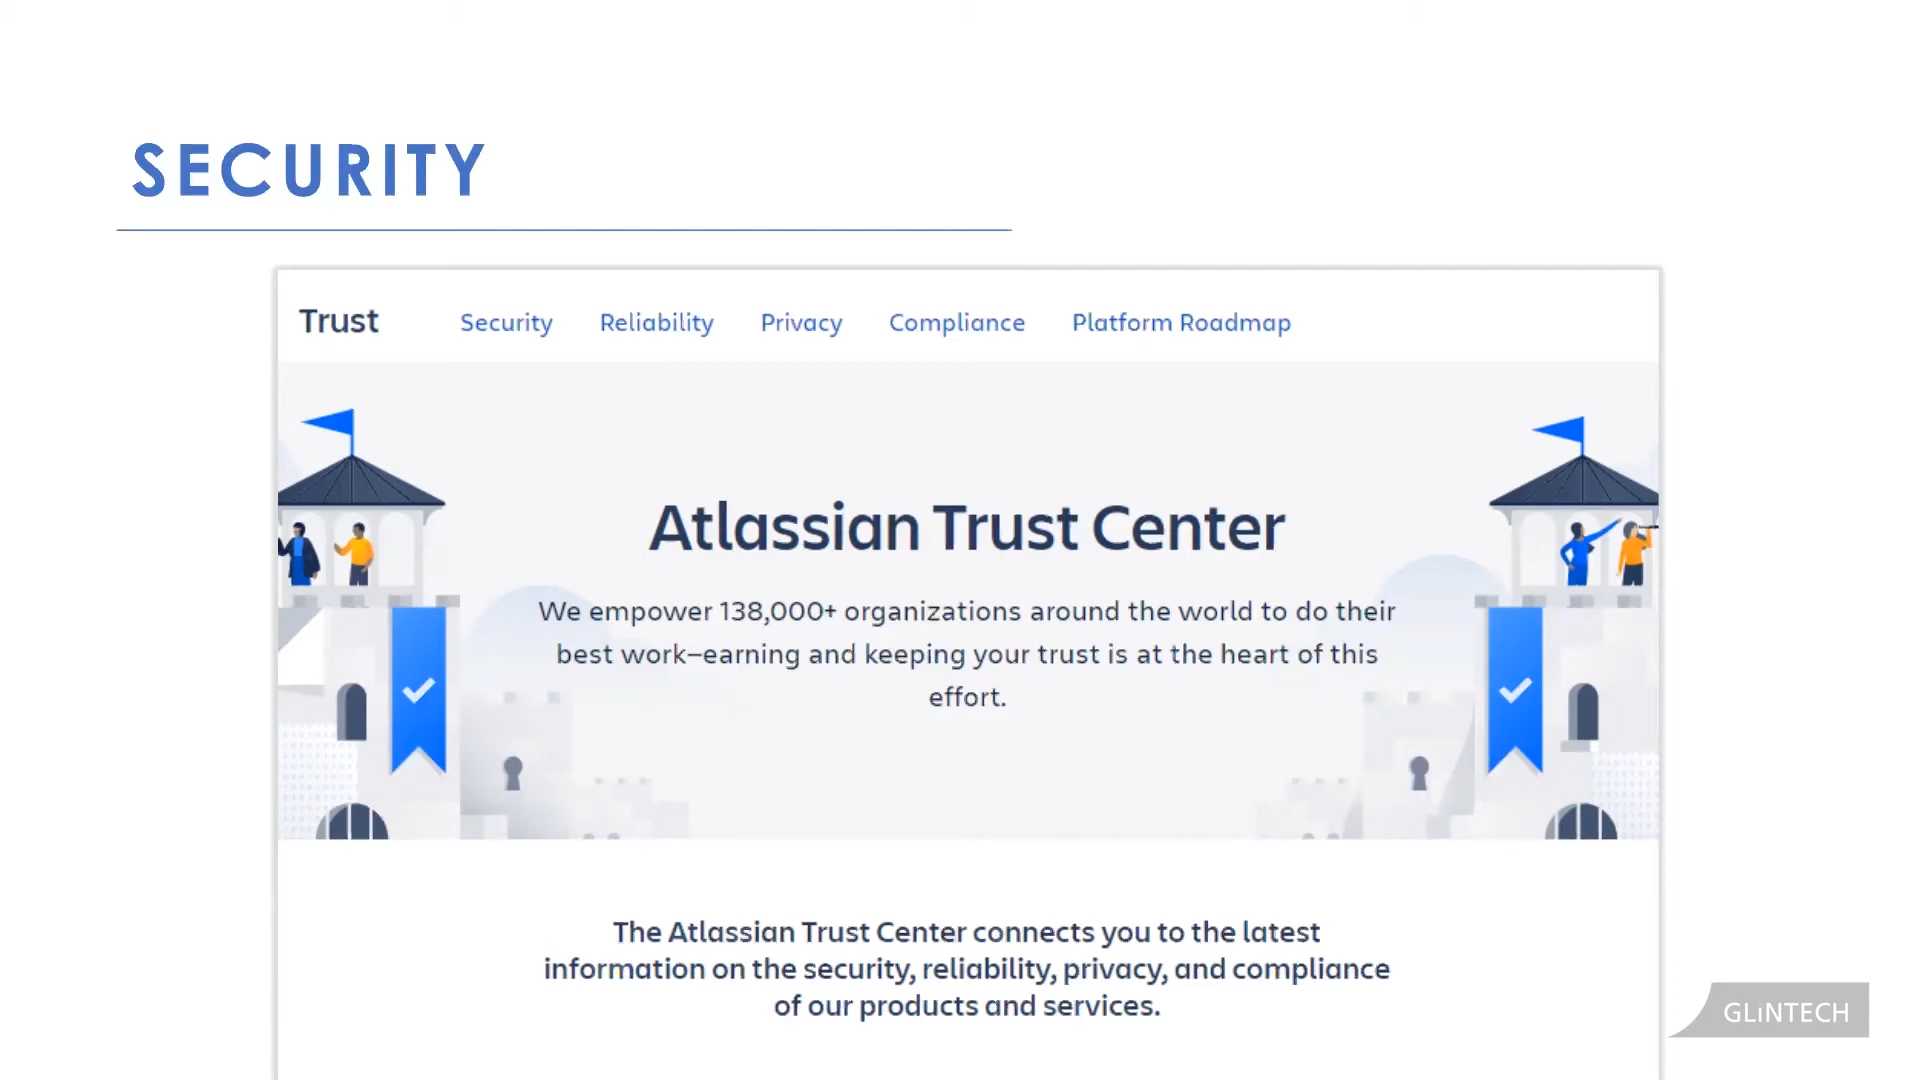 SECURITY
Trust Security Reliability Privacy Compliance Platform Roadmap
Atlassian Trust Center
We empower 138,000+ organizations around the world to do their
best work—earning and keeping your trust is at the heart of this
effort.
The Atlassian Trust Center connects you to the latest
information on the security, reliability, privacy, and compliance
of our products and services.
GLiNTECH